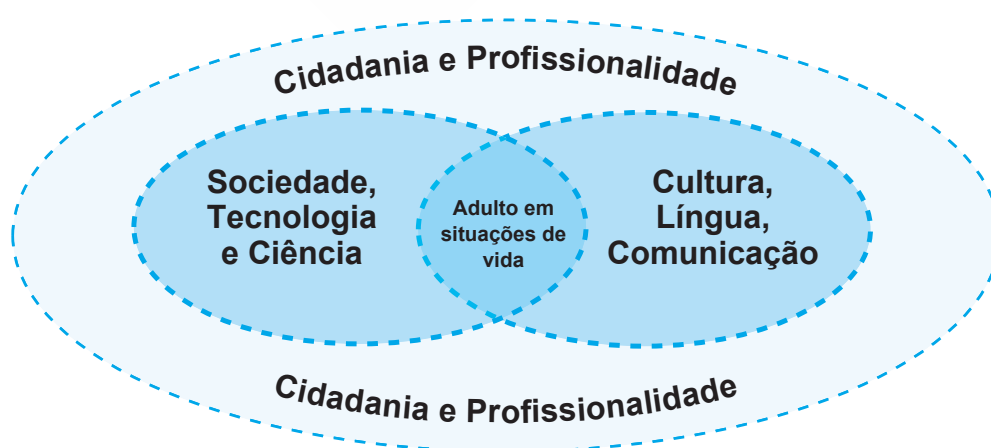 Cidadania e Profissionalidade
Sociedade,
Tecnologia
e Ciência
Adulto em
situações de
vida
Cultura,
Língua,
Comunicação
Cidadania e Profissionalidade